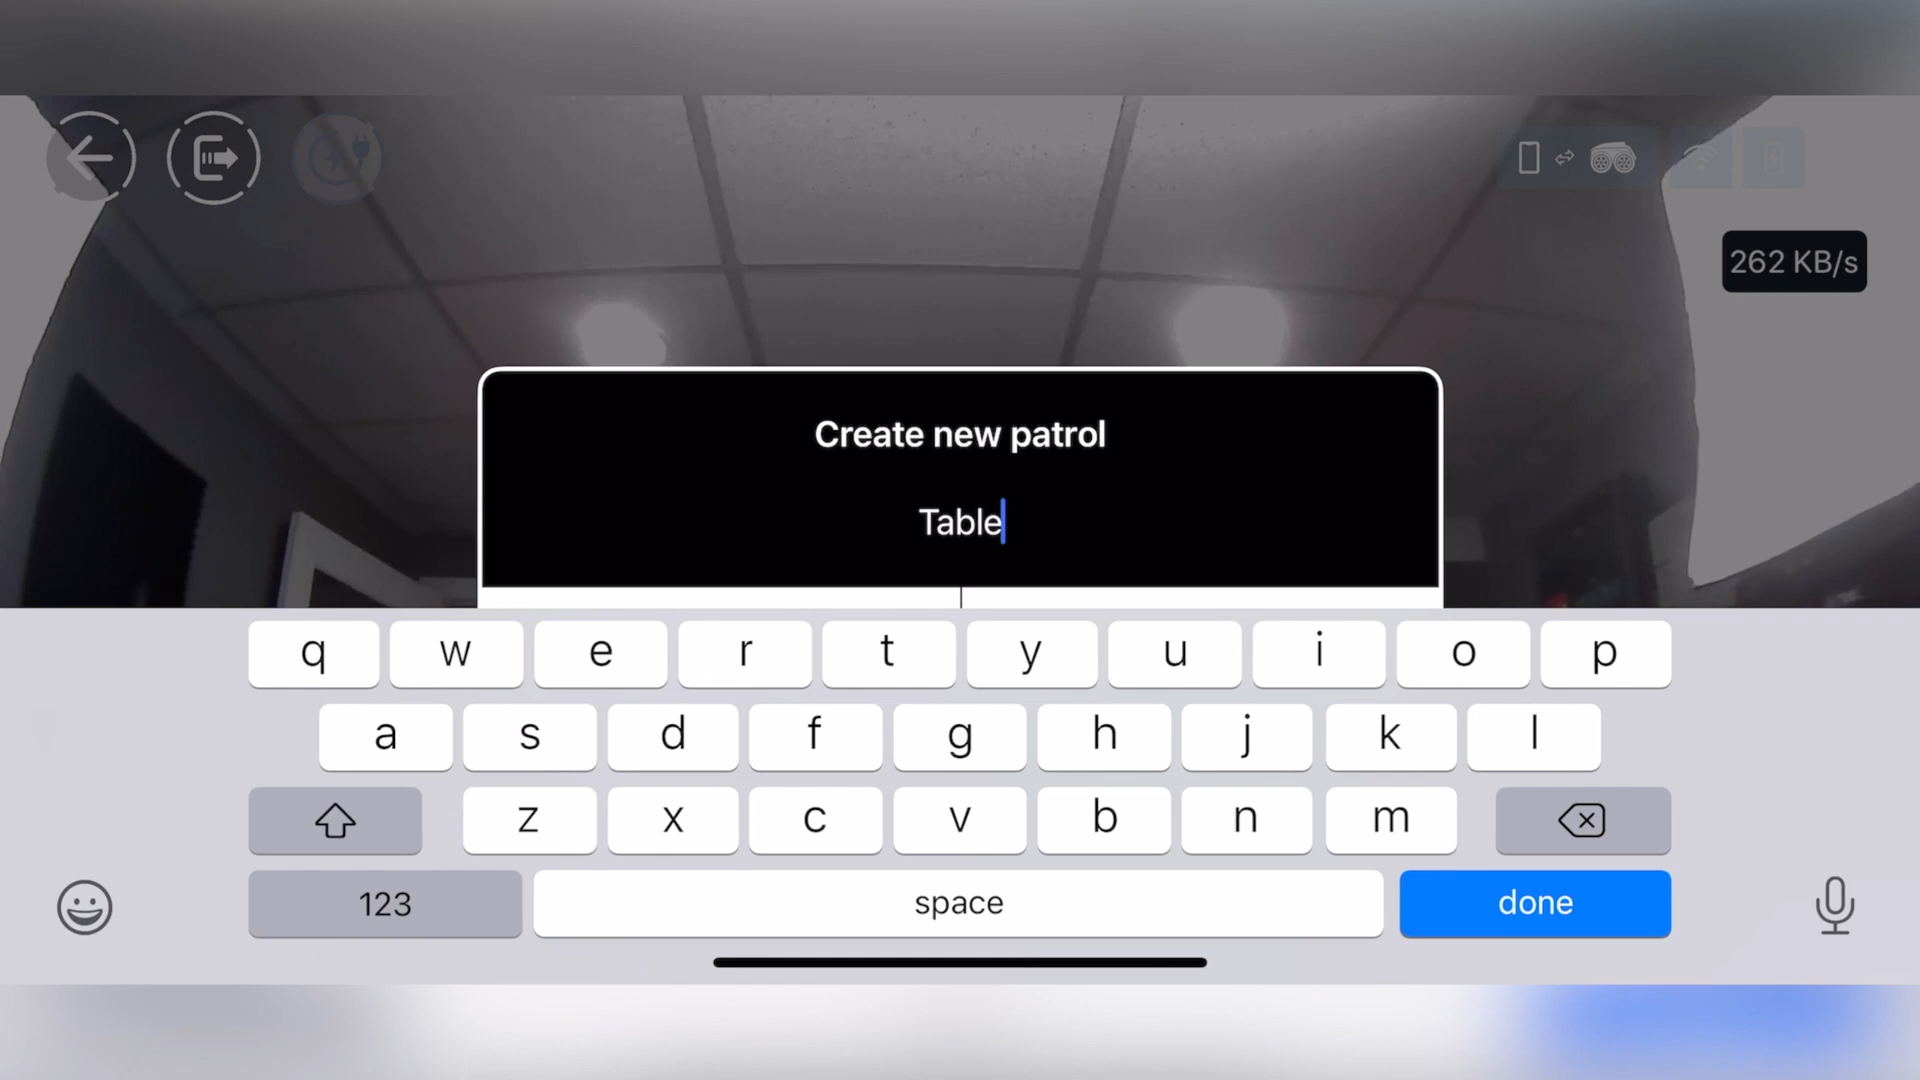 262 KB/s
Create new patrol
Table
q w e r t y u i o p
a s d f g h j k l
z x c v b n m
123 space done